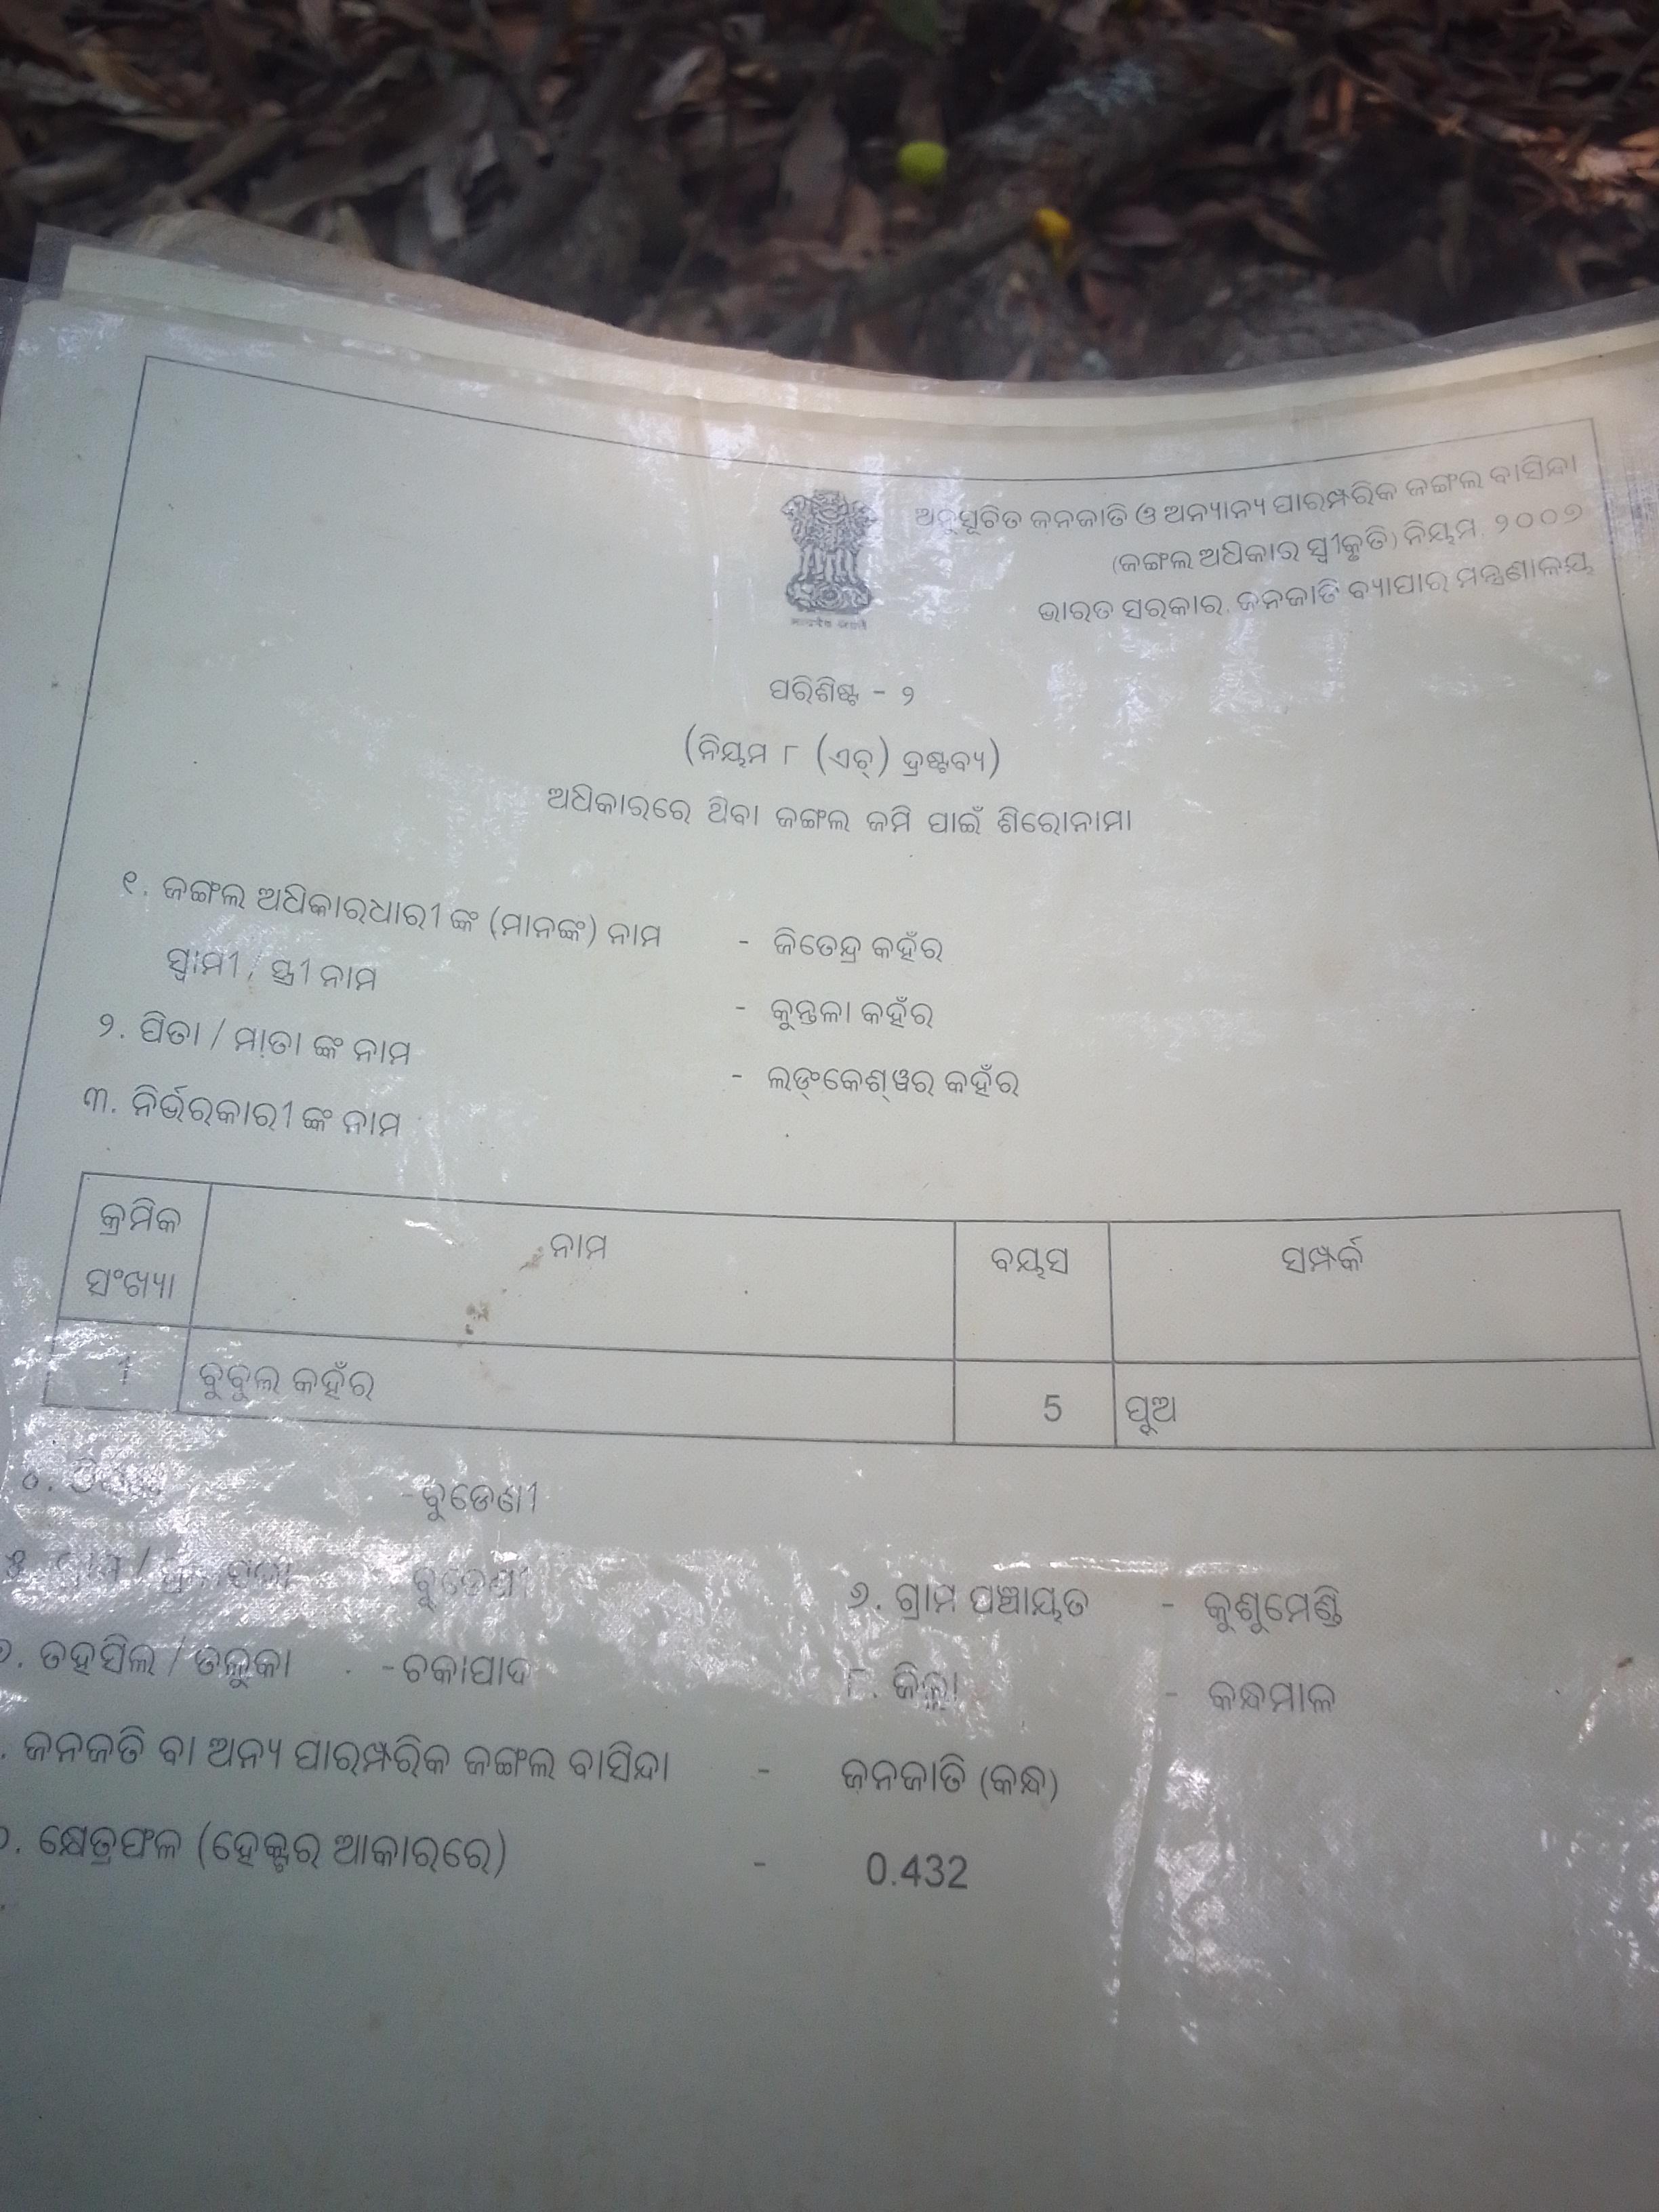 ଅନୁସୂଚିତ ଜନଜାତି ଓ ଅନ୍ୟାନ୍ୟ ପାରମ୍ପରିକ ଜଙ୍ଗଲ ବାସିନ୍ଦା
(ଜଙ୍ଗଲ ଅଧିକାର ସ୍ୱୀକୃତି) ନିୟମ, ୨୦୦୭
ଭାରତ ସରକାର, ଜନଜାତି ବ୍ୟାପାର ମନ୍ତ୍ରଣାଳୟ
ପରିଶିଷ୍ଟ - ୨
(ନିୟମ ୮ (ଏଚ୍) ଦ୍ରଷ୍ଟବ୍ୟ)
ଅଧିକାରରେ ଥିବା ଜଙ୍ଗଲ ଜମି ପାଇଁ ଶିରୋନାମା
୧. ଜଙ୍ଗଲ ଅଧିକାରଧାରୀ ଙ୍କ (ମାନଙ୍କ) ନାମ - ଜିତେନ୍ଦ୍ର କହଁର
ସ୍ୱାମୀ / ସ୍ତ୍ରୀ ନାମ - କୁନ୍ତଳା କହଁର
୨. ପିତା / ମାତା ଙ୍କ ନାମ - ଲଙ୍କେଶ୍ୱର କହଁର
୩. ନିର୍ଭରକାରୀ ଙ୍କ ନାମ
କ୍ରମିକ ସଂଖ୍ୟା ନାମ ବୟସ ସମ୍ପର୍କ
1 ବୁବୁଲ କହଁର 5 ପୁଅ
- ବୁଡେଣୀ
୫. ଗ୍ରାମ / ବୁଡେଣୀ ୬. ଗ୍ରାମ ପଞ୍ଚାୟତ - କୁଶୁମେଣ୍ଡି
୭. ତହସିଲ / ତାଲୁକା - ଚକାପାଦ ୮. ଜିଲ୍ଲା - କନ୍ଧମାଳ
. ଜନଜତି ବା ଅନ୍ୟ ପାରମ୍ପରିକ ଜଙ୍ଗଲ ବାସିନ୍ଦା - ଜନଜାତି (କନ୍ଧ)
୦. କ୍ଷେତ୍ରଫଳ (ହେକ୍ଟର ଆକାରରେ) - 0.432